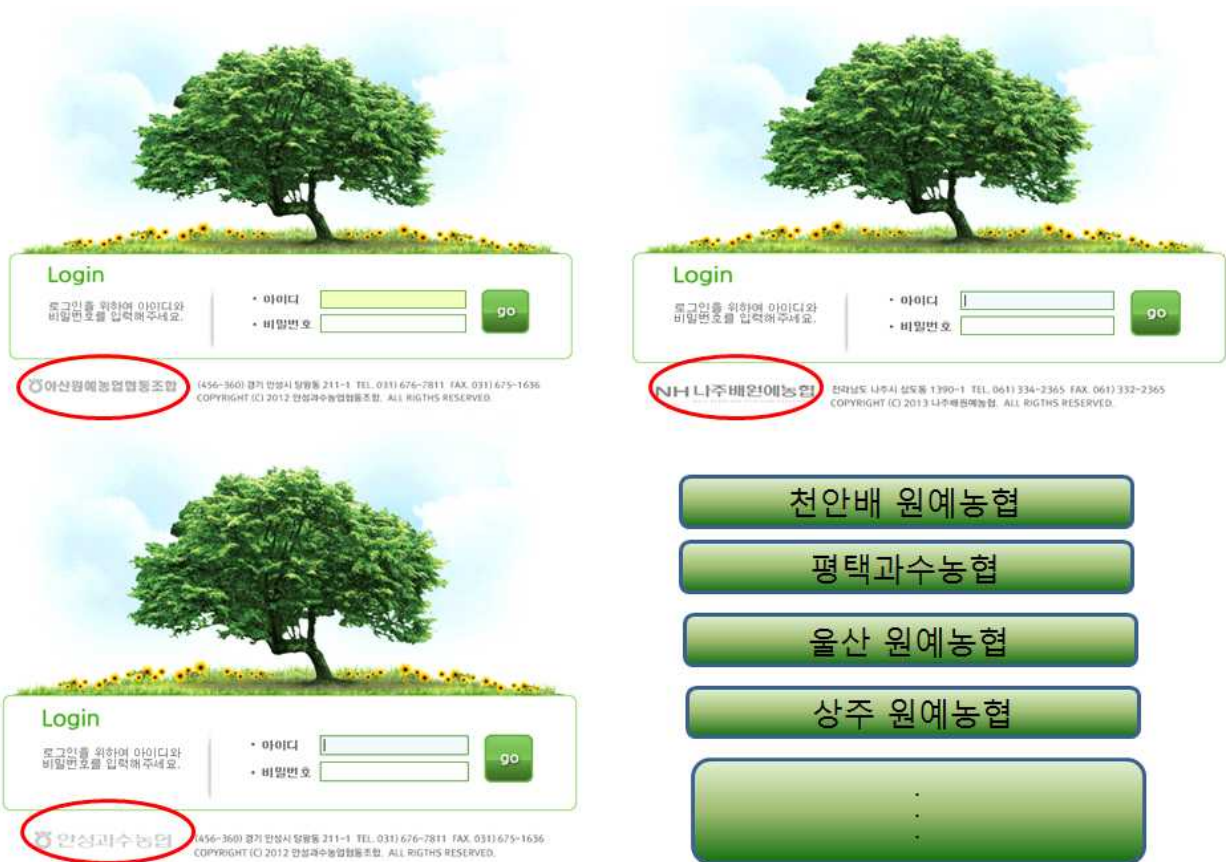 Login
로그인을 위하여 아이디와
비밀번호를 입력해주세요.
• 아이디
• 비밀번호
go
아산원예농업협동조합
(456-360) 경기 안성시 당왕동 211-1 TEL. 031) 676-7811 FAX. 031) 675-1636
COPYRIGHT (C) 2012 안성과수농업협동조합. ALL RIGTHS RESERVED.
Login
로그인을 위하여 아이디와
비밀번호를 입력해주세요.
• 아이디
• 비밀번호
go
NH 나주배원예농협
전라남도 나주시 상도동 1390-1 TEL. 061) 334-2365 FAX. 061) 332-2365
COPYRIGHT (C) 2013 나주배원예농협. ALL RIGTHS RESERVED.
Login
로그인을 위하여 아이디와
비밀번호를 입력해주세요.
• 아이디
• 비밀번호
go
안성과수농협
(456-360) 경기 안성시 당왕동 211-1 TEL. 031) 676-7811 FAX. 031) 675-1636
COPYRIGHT (C) 2012 안성과수농업협동조합. ALL RIGTHS RESERVED.
천안배 원예농협
평택과수농협
울산 원예농협
상주 원예농협
.
.
.